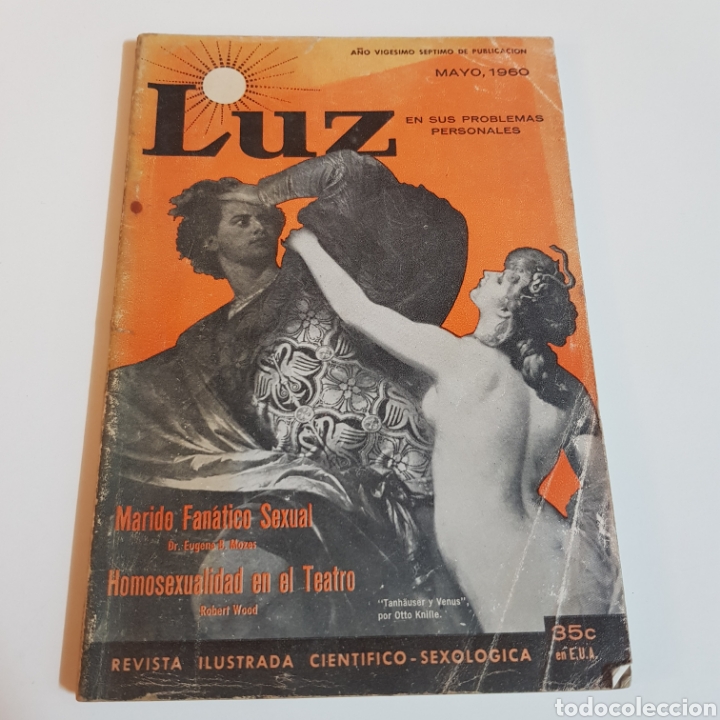 AÑO VIGESIMO SEPTIMO DE PUBLICACION
MAYO, 1960
Luz
EN SUS PROBLEMAS
PERSONALES
Marido Fanático Sexual
Dr. Eugene B. Mozes
Homosexualidad en el Teatro
Robert Wood
"Tanhäuser y Venus",
por Otto Knille.
35c
en E.U.A.
REVISTA ILUSTRADA CIENTIFICO-SEXOLOGICA
todocoleccion